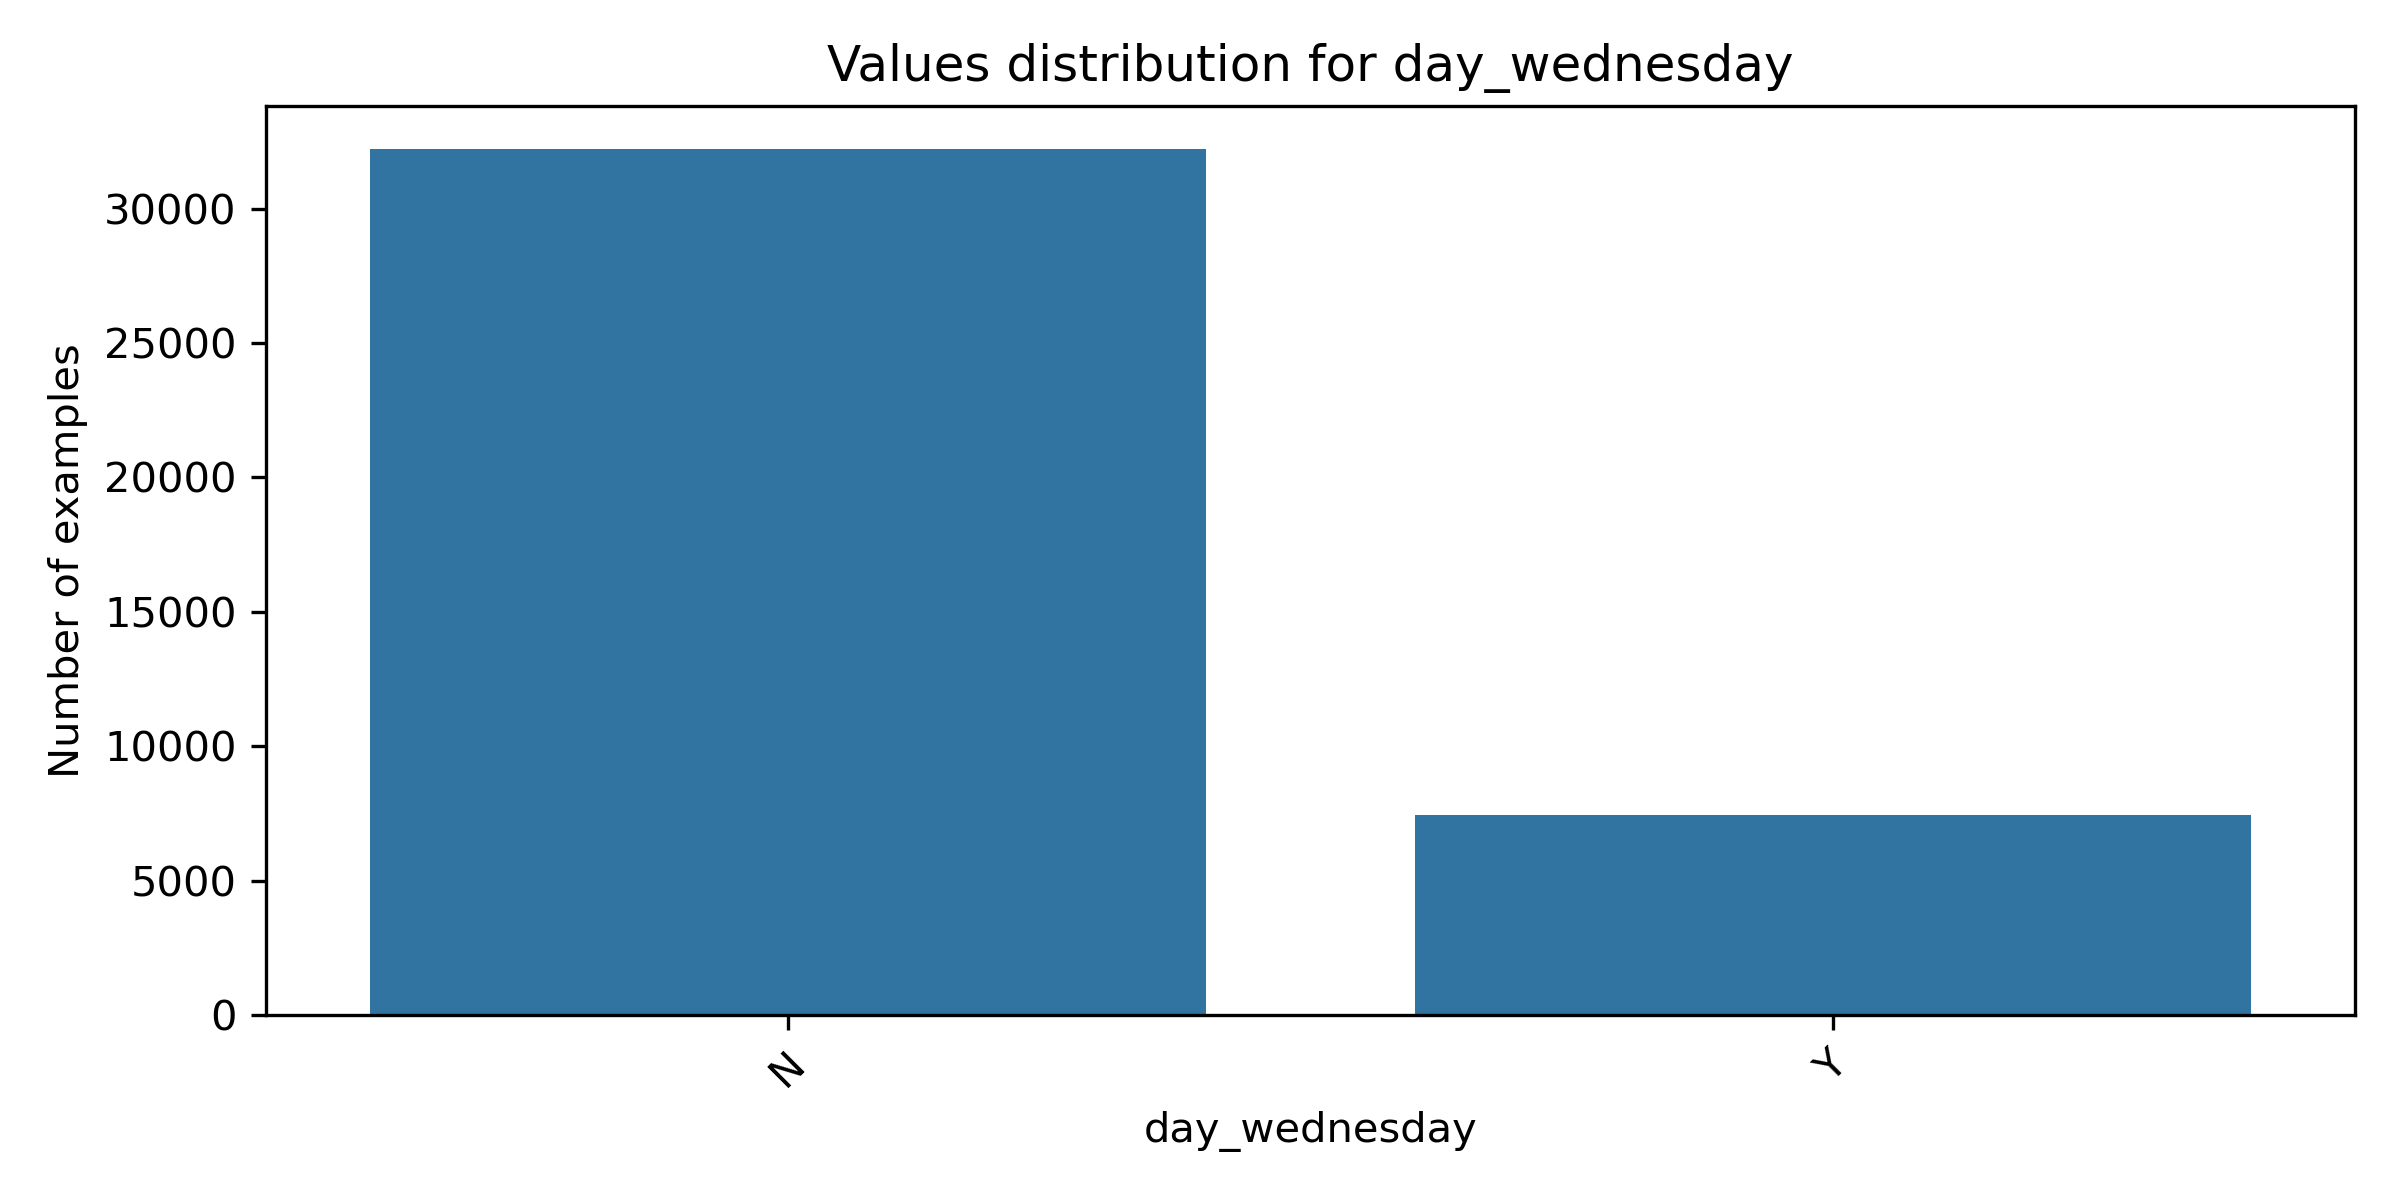 Values distribution for day_wednesday
Number of examples
30000
25000
20000
15000
10000
5000
0
N
Y
day_wednesday